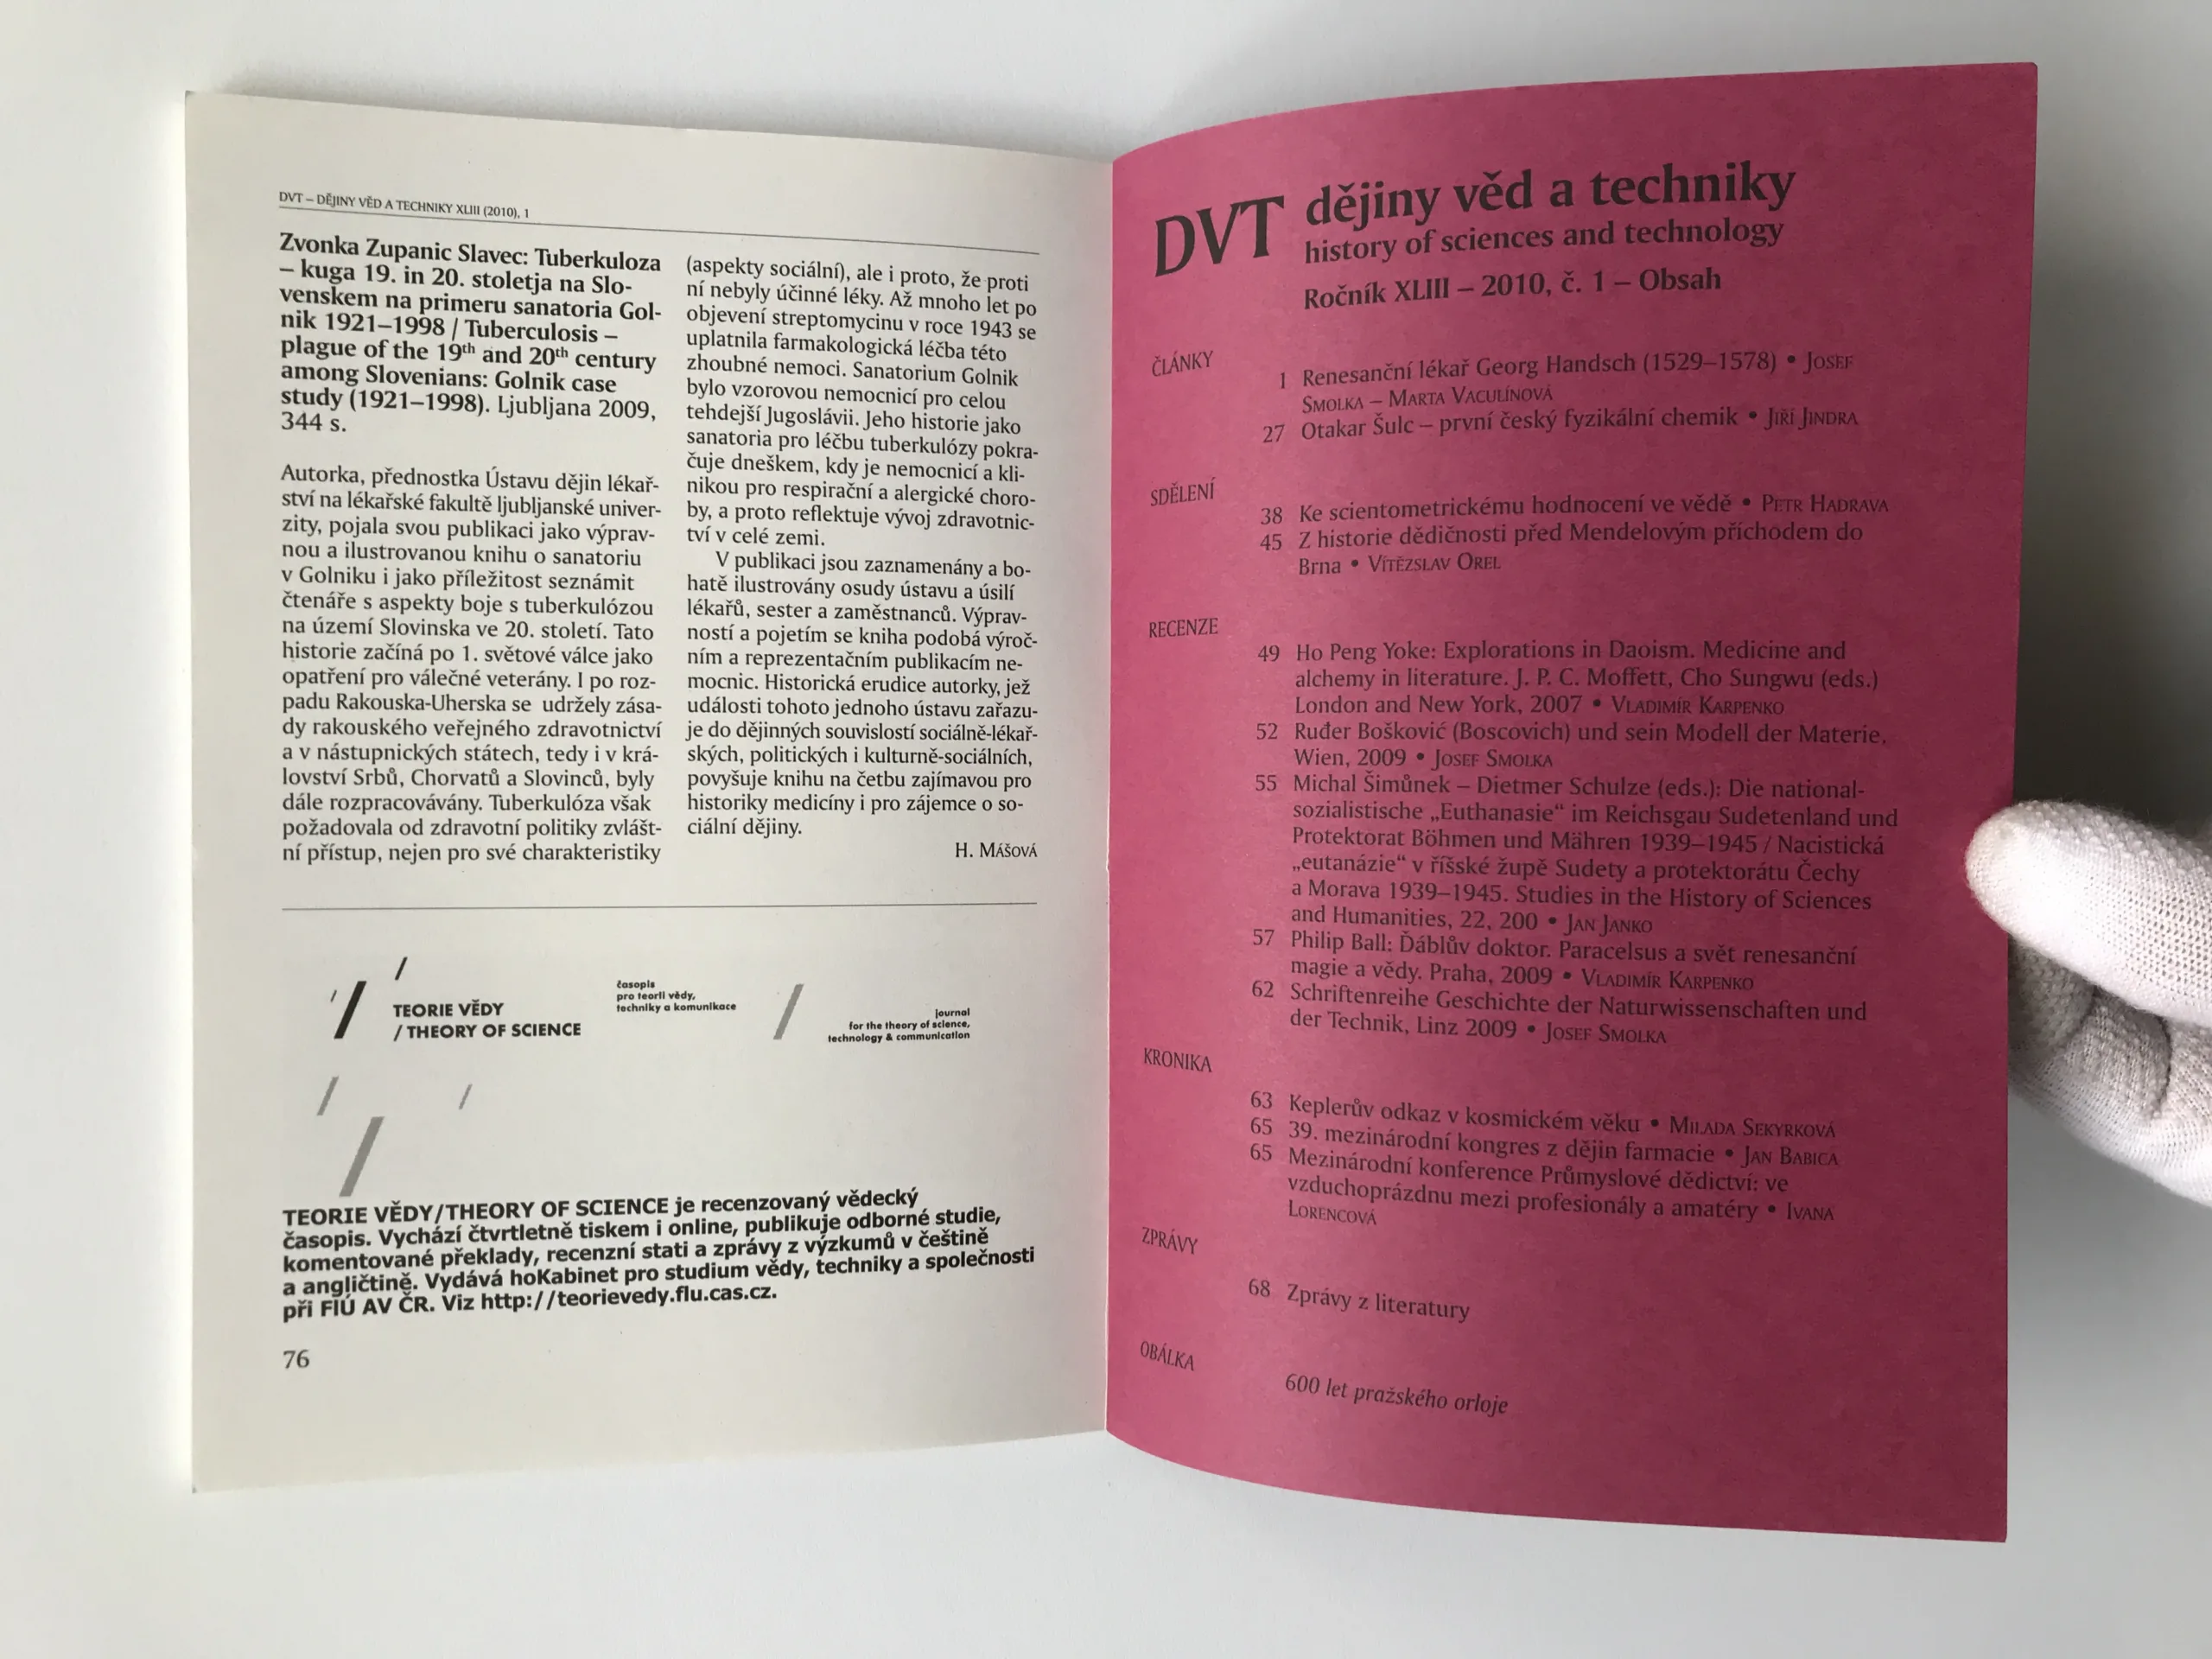 DVT – DĚJINY VĚD A TECHNIKY XLIII (2010), 1
Zvonka Zupanic Slavec: Tuberkuloza
– kuga 19. in 20. stoletja na Slo-
venskem na primeru sanatoria Gol-
nik 1921–1998 / Tuberculosis –
plague of the 19th and 20th century
among Slovenians: Golnik case
study (1921–1998). Ljubljana 2009,
344 s.
Autorka, přednostka Ústavu dějin lékař-
ství na lékařské fakultě ljubljanské univer-
zity, pojala svou publikaci jako výprav-
nou a ilustrovanou knihu o sanatoriu
v Golniku i jako příležitost seznámit
čtenáře s aspekty boje s tuberkulózou
na území Slovinska ve 20. století. Tato
historie začíná po 1. světové válce jako
opatření pro válečné veterány. I po roz-
padu Rakouska-Uherska se udržely zása-
dy rakouského veřejného zdravotnictví
a v nástupnických státech, tedy i v krá-
lovství Srbů, Chorvatů a Slovinců, byly
dále rozpracovávány. Tuberkulóza však
požadovala od zdravotní politiky zvlášt-
ní přístup, nejen pro své charakteristiky
(aspekty sociální), ale i proto, že proti
ní nebyly účinné léky. Až mnoho let po
objevení streptomycinu v roce 1943 se
uplatnila farmakologická léčba této
zhoubné nemoci. Sanatorium Golnik
bylo vzorovou nemocnicí pro celou
tehdejší Jugoslávii. Jeho historie jako
sanatoria pro léčbu tuberkulózy pokra-
čuje dneškem, kdy je nemocnicí a kli-
nikou pro respirační a alergické choro-
by, a proto reflektuje vývoj zdravotnic-
tví v celé zemi.
V publikaci jsou zaznamenány a bo-
hatě ilustrovány osudy ústavu a úsilí
lékařů, sester a zaměstnanců. Výprav-
ností a pojetím se kniha podobá výroč-
ním a reprezentačním publikacím ne-
mocnic. Historická erudice autorky, jež
události tohoto jednoho ústavu zařazu-
je do dějinných souvislostí sociálně-lékař-
ských, politických i kulturně-sociálních,
povyšuje knihu na četbu zajímavou pro
historiky medicíny i pro zájemce o so-
ciální dějiny.
H. MÁŠOVÁ
TEORIE VĚDY
/ THEORY OF SCIENCE
časopis
pro teorii vědy,
techniky a komunikace
journal
for the theory of science,
technology & communication
TEORIE VĚDY/THEORY OF SCIENCE je recenzovaný vědecký
časopis. Vychází čtvrtletně tiskem i online, publikuje odborné studie,
komentované překlady, recenzní stati a zprávy z výzkumů v češtině
a angličtině. Vydává hoKabinet pro studium vědy, techniky a společnosti
při FlÚ AV ČR. Viz http://teorievedy.flu.cas.cz.
76
DVT dějiny věd a techniky
history of sciences and technology
Ročník XLIII – 2010, č. 1 – Obsah
ČLÁNKY
1 Renesanční lékař Georg Handsch (1529–1578) • JOSEF
SMOLKA – MARTA VACULÍNOVÁ
27 Otakar Šulc – první český fyzikální chemik • JIŘÍ JINDRA
SDĚLENÍ
38 Ke scientometrickému hodnocení ve vědě • PETR HADRAVA
45 Z historie dědičnosti před Mendelovým příchodem do
Brna • VÍTĚZSLAV OREL
RECENZE
49 Ho Peng Yoke: Explorations in Daoism. Medicine and
alchemy in literature. J. P. C. Moffett, Cho Sungwu (eds.)
London and New York, 2007 • VLADIMÍR KARPENKO
52 Ruđer Bošković (Boscovich) und sein Modell der Materie,
Wien, 2009 • JOSEF SMOLKA
55 Michal Šimůnek – Dietmer Schulze (eds.): Die national-
sozialistische „Euthanasie“ im Reichsgau Sudetenland und
Protektorat Böhmen und Mähren 1939–1945 / Nacistická
„eutanázie“ v říšské župě Sudety a protektorátu Čechy
a Morava 1939–1945. Studies in the History of Sciences
and Humanities, 22, 200 • JAN JANKO
57 Philip Ball: Ďáblův doktor. Paracelsus a svět renesanční
magie a vědy. Praha, 2009 • VLADIMÍR KARPENKO
62 Schriftenreihe Geschichte der Naturwissenschaften und
der Technik, Linz 2009 • JOSEF SMOLKA
KRONIKA
63 Keplerův odkaz v kosmickém věku • MILADA SEKYRKOVÁ
65 39. mezinárodní kongres z dějin farmacie • JAN BABICA
65 Mezinárodní konference Průmyslové dědictví: ve
vzduchoprázdnu mezi profesionály a amatéry • IVANA
LORENCOVÁ
ZPRÁVY
68 Zprávy z literatury
OBÁLKA
600 let pražského orloje